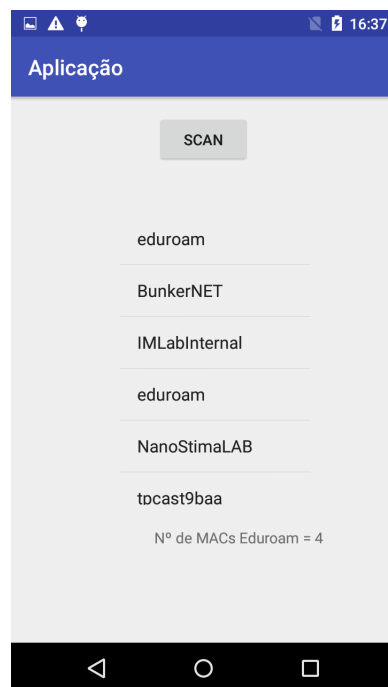 16:37
Aplicação
SCAN
eduroam
BunkerNET
IMLabInternal
eduroam
NanoStimaLAB
tpcast9baa
Nº de MACs Eduroam = 4